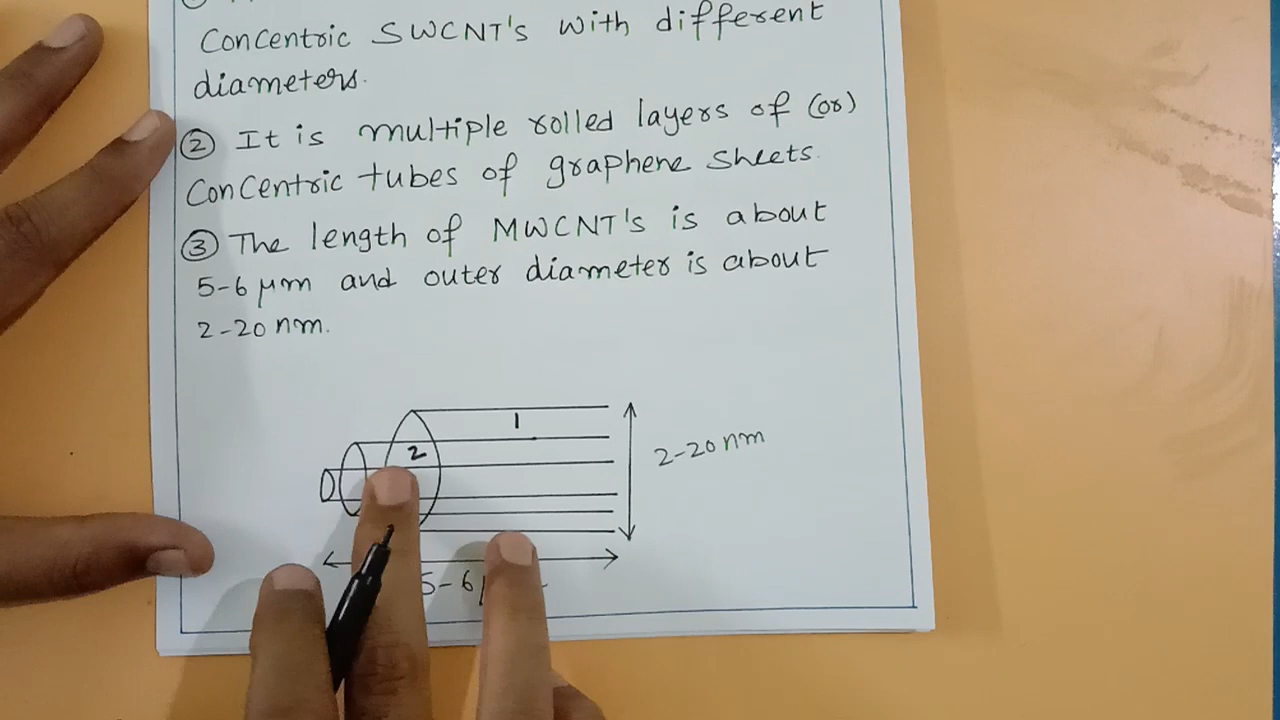 Concentric SWCNT's with different
diameters.
② It is multiple rolled layers of (or)
Concentric tubes of graphene sheets.
③ The length of MWCNT's is about
5-6 μm and outer diameter is about
2-20 nm.
1
2
2-20 nm
5-6